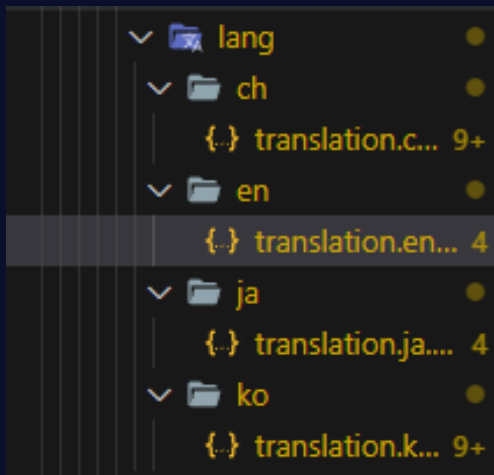 lang
ch
{..} translation.c... 9+
en
{..} translation.en... 4
ja
{..} translation.ja.... 4
ko
{..} translation.k... 9+